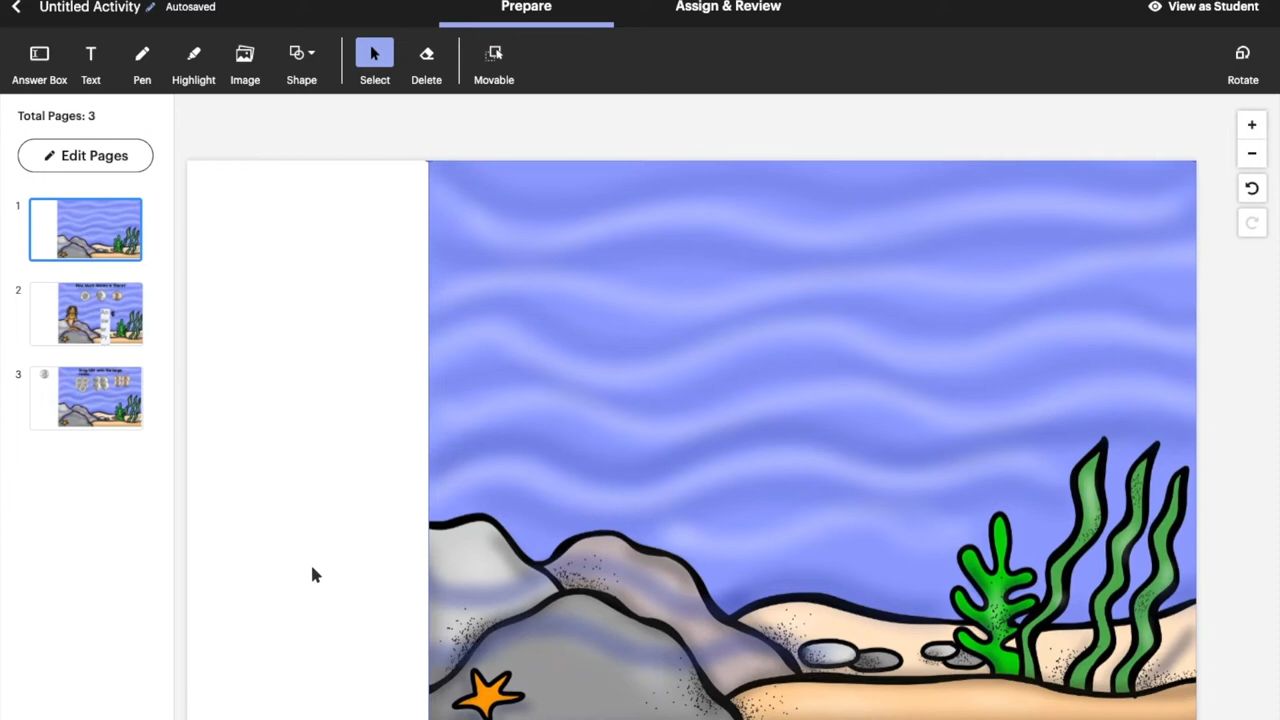 Untitled Activity Autosaved Prepare Assign & Review View as Student
Answer Box Text Pen Highlight Image Shape Select Delete Movable Rotate
Total Pages: 3
Edit Pages
1
2
3